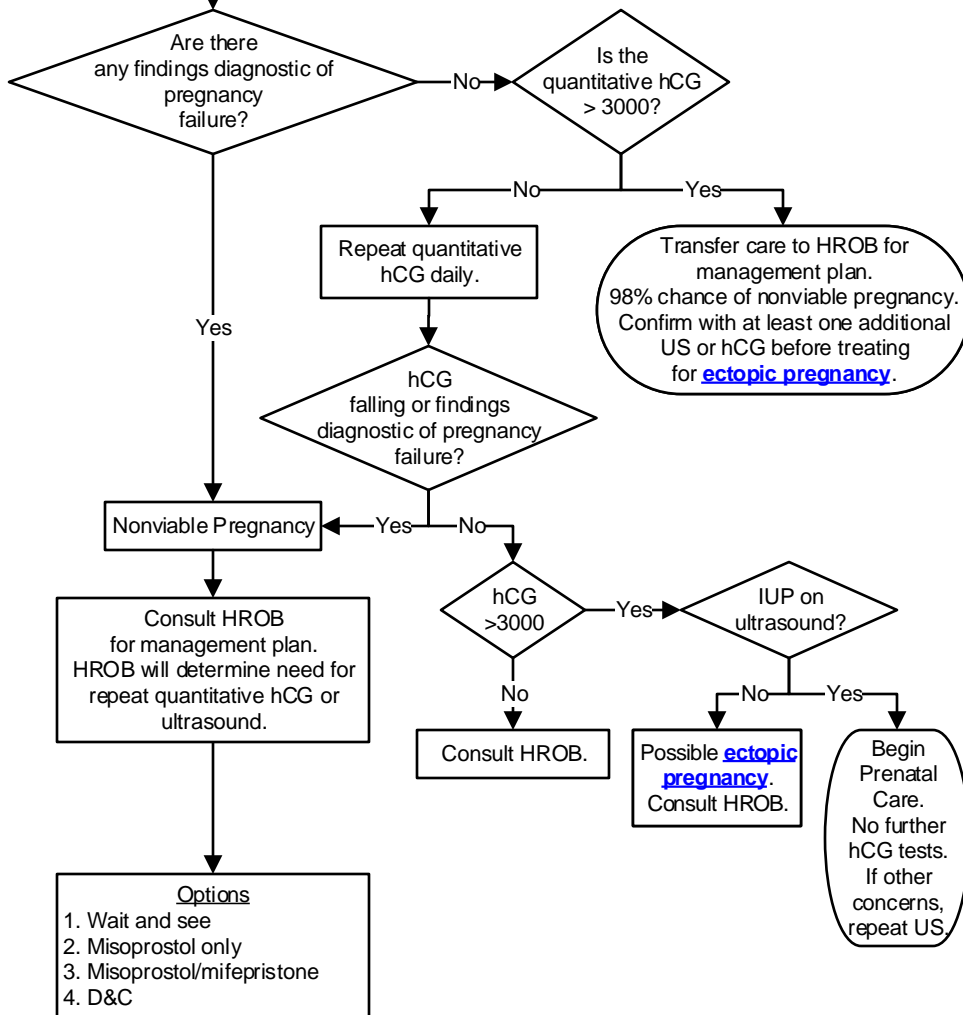 Are there
any findings diagnostic of
pregnancy
failure?
No
Is the
quantitative hCG
> 3000?
No
Yes
Repeat quantitative
hCG daily.
Transfer care to HROB for
management plan.
98% chance of nonviable pregnancy.
Confirm with at least one additional
US or hCG before treating
for ectopic pregnancy.
Yes
hCG
falling or findings
diagnostic of pregnancy
failure?
Nonviable Pregnancy
Yes
No
Consult HROB
for management plan.
HROB will determine need for
repeat quantitative hCG or
ultrasound.
hCG
>3000
Yes
IUP on
ultrasound?
No
No
Yes
Consult HROB.
Possible ectopic
pregnancy.
Consult HROB.
Begin
Prenatal
Care.
No further
hCG tests.
If other
concerns,
repeat US.
Options
1. Wait and see
2. Misoprostol only
3. Misoprostol/mifepristone
4. D&C